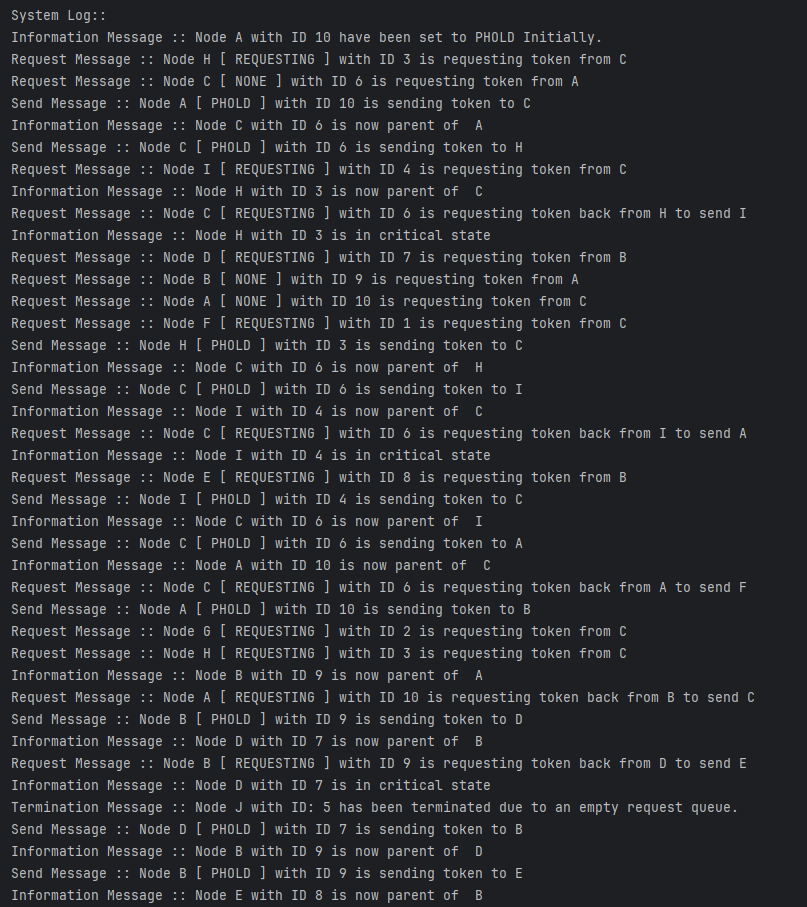 System Log::
Information Message :: Node A with ID 10 have been set to PHOLD Initially.
Request Message :: Node H [ REQUESTING ] with ID 3 is requesting token from C
Request Message :: Node C [ NONE ] with ID 6 is requesting token from A
Send Message :: Node A [ PHOLD ] with ID 10 is sending token to C
Information Message :: Node C with ID 6 is now parent of  A
Send Message :: Node C [ PHOLD ] with ID 6 is sending token to H
Request Message :: Node I [ REQUESTING ] with ID 4 is requesting token from C
Information Message :: Node H with ID 3 is now parent of  C
Request Message :: Node C [ REQUESTING ] with ID 6 is requesting token back from H to send I
Information Message :: Node H with ID 3 is in critical state
Request Message :: Node D [ REQUESTING ] with ID 7 is requesting token from B
Request Message :: Node B [ NONE ] with ID 9 is requesting token from A
Request Message :: Node A [ NONE ] with ID 10 is requesting token from C
Request Message :: Node F [ REQUESTING ] with ID 1 is requesting token from C
Send Message :: Node H [ PHOLD ] with ID 3 is sending token to C
Information Message :: Node C with ID 6 is now parent of  H
Send Message :: Node C [ PHOLD ] with ID 6 is sending token to I
Information Message :: Node I with ID 4 is now parent of  C
Request Message :: Node C [ REQUESTING ] with ID 6 is requesting token back from I to send A
Information Message :: Node I with ID 4 is in critical state
Request Message :: Node E [ REQUESTING ] with ID 8 is requesting token from B
Send Message :: Node I [ PHOLD ] with ID 4 is sending token to C
Information Message :: Node C with ID 6 is now parent of  I
Send Message :: Node C [ PHOLD ] with ID 6 is sending token to A
Information Message :: Node A with ID 10 is now parent of  C
Request Message :: Node C [ REQUESTING ] with ID 6 is requesting token back from A to send F
Send Message :: Node A [ PHOLD ] with ID 10 is sending token to B
Request Message :: Node G [ REQUESTING ] with ID 2 is requesting token from C
Request Message :: Node H [ REQUESTING ] with ID 3 is requesting token from C
Information Message :: Node B with ID 9 is now parent of  A
Request Message :: Node A [ REQUESTING ] with ID 10 is requesting token back from B to send C
Send Message :: Node B [ PHOLD ] with ID 9 is sending token to D
Information Message :: Node D with ID 7 is now parent of  B
Request Message :: Node B [ REQUESTING ] with ID 9 is requesting token back from D to send E
Information Message :: Node D with ID 7 is in critical state
Termination Message :: Node J with ID: 5 has been terminated due to an empty request queue.
Send Message :: Node D [ PHOLD ] with ID 7 is sending token to B
Information Message :: Node B with ID 9 is now parent of  D
Send Message :: Node B [ PHOLD ] with ID 9 is sending token to E
Information Message :: Node E with ID 8 is now parent of  B